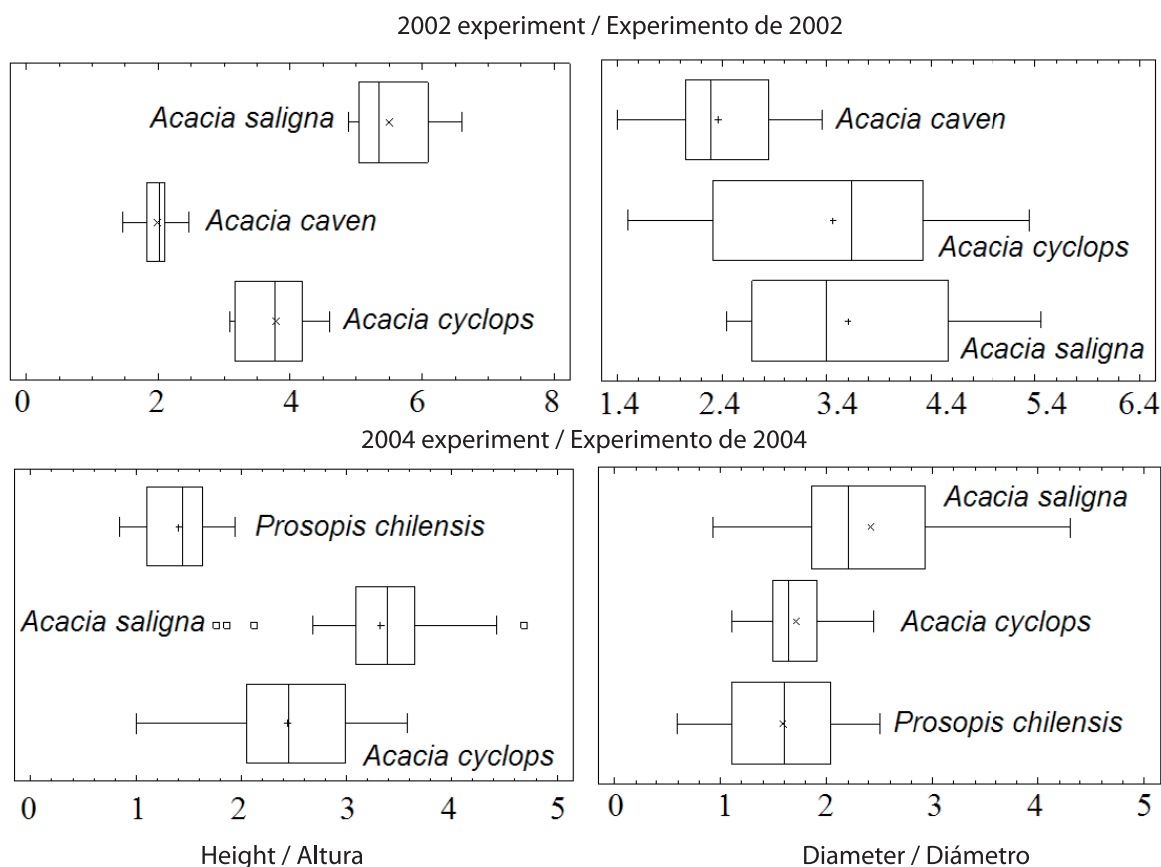 2002 experiment / Experimento de 2002
Acacia saligna
Acacia caven
Acacia cyclops
0 2 4 6 8
Acacia caven
Acacia cyclops
Acacia saligna
1.4 2.4 3.4 4.4 5.4 6.4
2004 experiment / Experimento de 2004
Prosopis chilensis
Acacia saligna
Acacia cyclops
0 1 2 3 4 5
Acacia saligna
Acacia cyclops
Prosopis chilensis
0 1 2 3 4 5
Height / Altura
Diameter / Diámetro